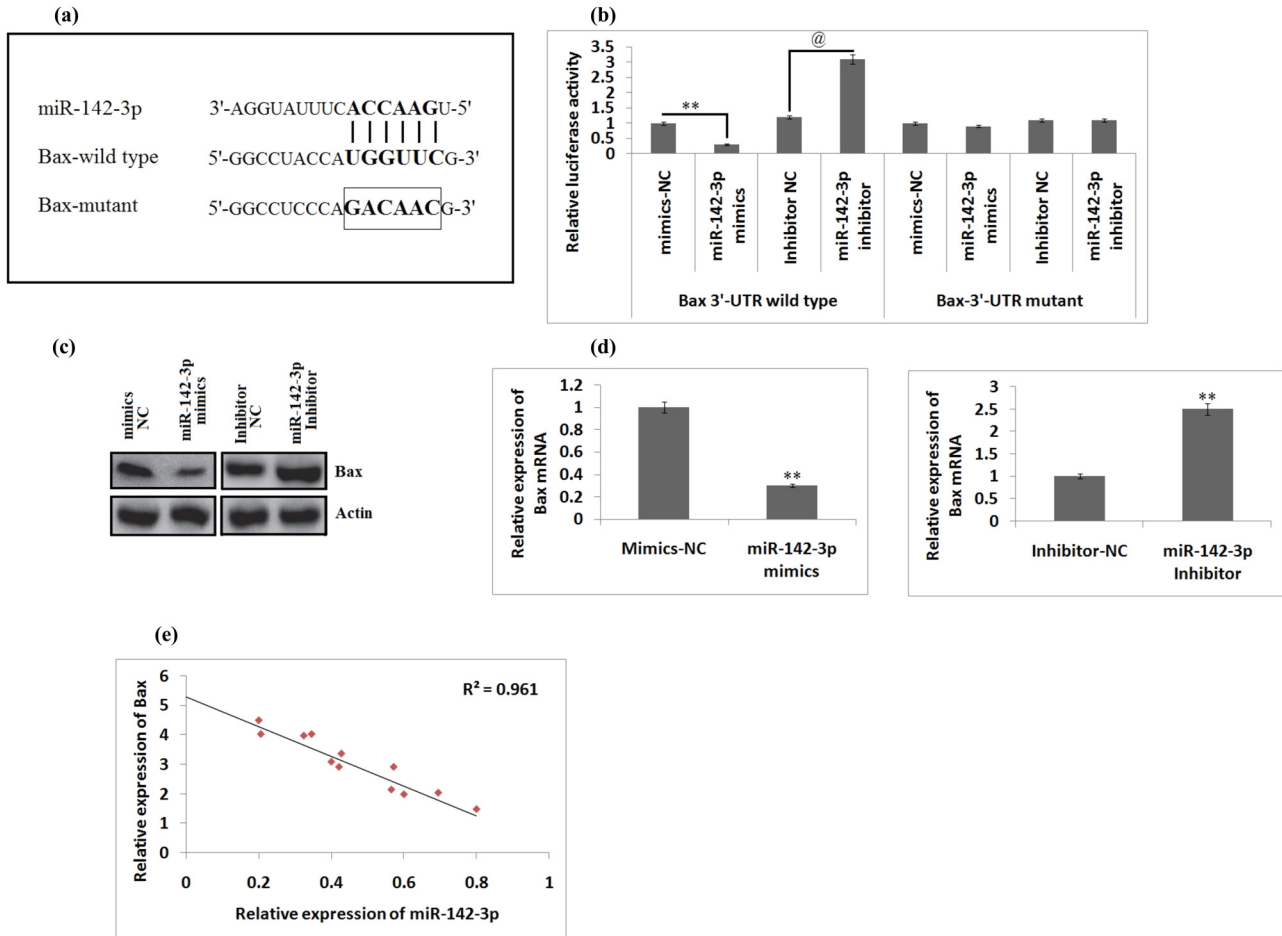 (a)
miR-142-3p 3'-AGGUAUUUCACCAAGU-5'
Bax-wild type 5'-GGCCUACCAUGGUUCG-3'
Bax-mutant 5'-GGCCUCCCAGACAACG-3'
(b)
Relative luciferase activity
3.5
3
2.5
2
1.5
1
0.5
0
**
@
mimics-NC
miR-142-3p
mimics
Inhibitor NC
miR-142-3p
inhibitor
mimics-NC
miR-142-3p
mimics
Inhibitor NC
miR-142-3p
inhibitor
Bax 3'-UTR wild type
Bax-3'-UTR mutant
(c)
mimics
NC
miR-142-3p
mimics
Inhibitor
NC
miR-142-3p
Inhibitor
Bax
Actin
(d)
Relative expression of
Bax mRNA
1.2
1
0.8
0.6
0.4
0.2
0
**
Mimics-NC
miR-142-3p
mimics
Relative expression of
Bax mRNA
3
2.5
2
1.5
1
0.5
0
**
Inhibitor-NC
miR-142-3p
Inhibitor
(e)
Relative expression of Bax
6
5
4
3
2
1
0
R² = 0.961
0 0.2 0.4 0.6 0.8 1
Relative expression of miR-142-3p